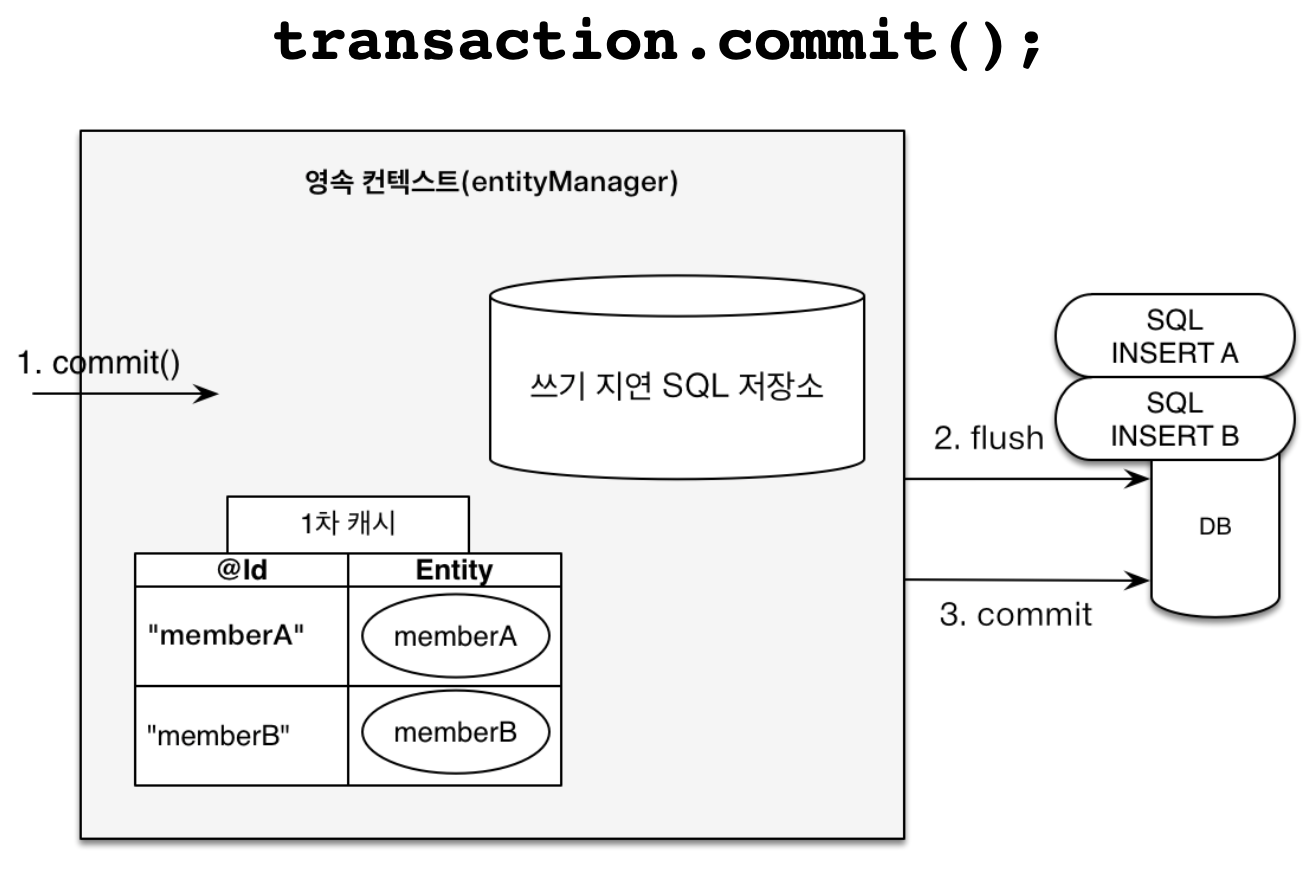 transaction.commit();
영속 컨텍스트(entityManager)
1. commit()
쓰기 지연 SQL 저장소
SQL
INSERT A
SQL
INSERT B
2. flush
DB
3. commit
1차 캐시
@Id Entity
"memberA" memberA
"memberB" memberB